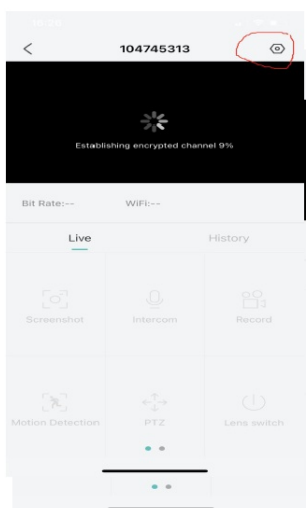 104745313
Establishing encrypted channel 9%
Bit Rate:-- WiFi:--
Live History
Screenshot Intercom Record
Motion Detection PTZ Lens switch